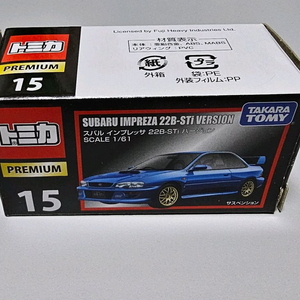 Licensed by Fuji Heavy Industries Ltd.
材質表示
本体：亜鉛合金、ABS、MABS
リアウィング：PVC
紙
外箱
プラ
袋:PE
外装フィルム:PP
トミカ
PREMIUM
15
トミカ
PREMIUM
15
SUBARU IMPREZA 22B-STi VERSION
スバル インプレッサ 22B-STi バージョン
SCALE 1/61
TAKARA TOMY
サスペンション